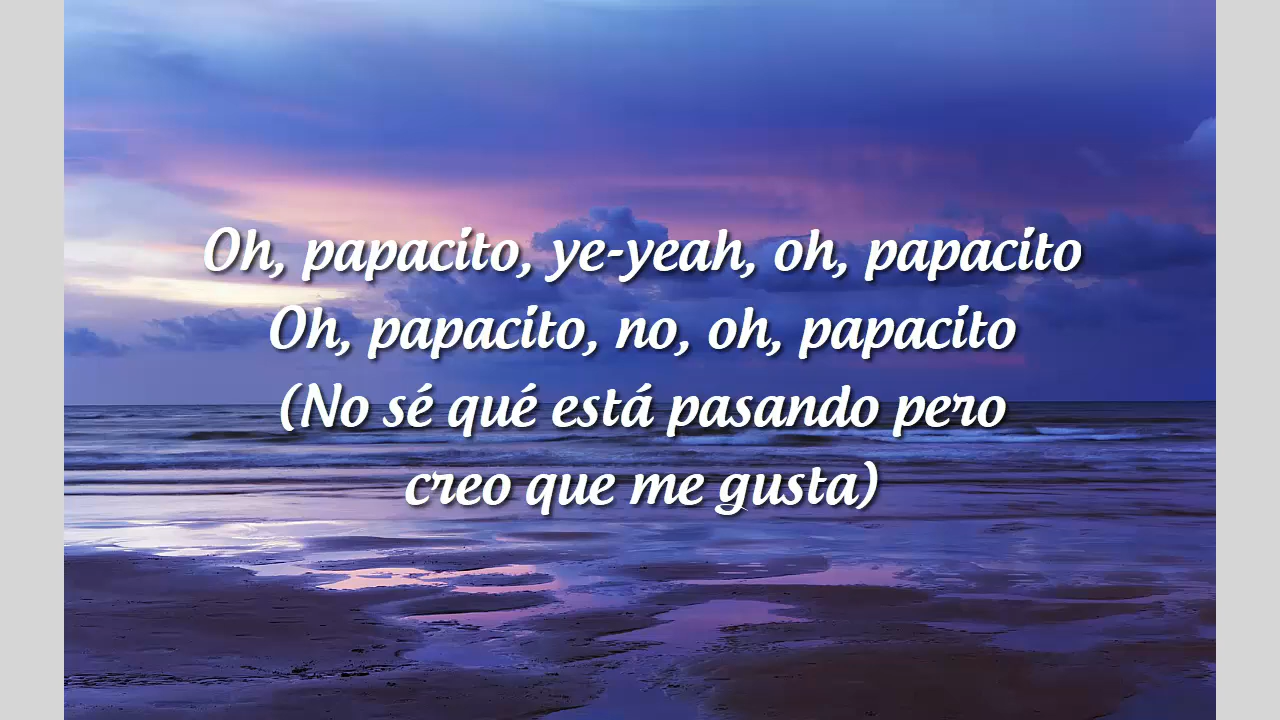 Oh, papacito, ye-yeah, oh, papacito
Oh, papacito, no, oh, papacito
(No sé qué está pasando pero
creo que me gusta)